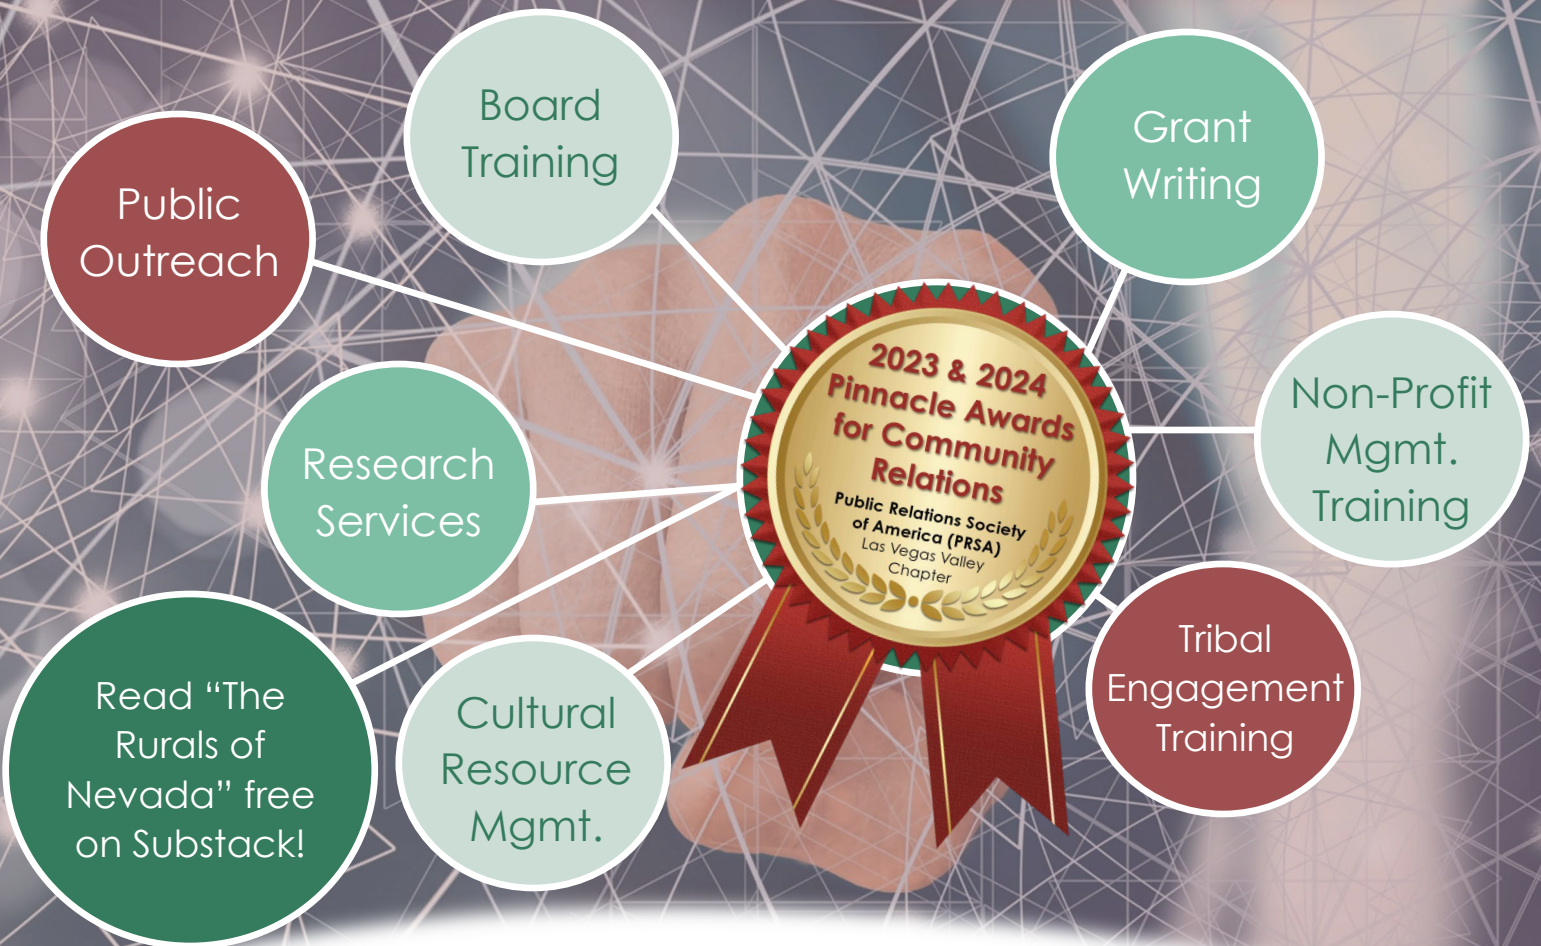 Board
Training
Grant
Writing
Public
Outreach
2023 & 2024
Pinnacle Awards
for Community
Relations
Public Relations Society
of America (PRSA)
Las Vegas Valley
Chapter
Non-Profit
Mgmt.
Training
Research
Services
Tribal
Engagement
Training
Read “The
Rurals of
Nevada” free
on Substack!
Cultural
Resource
Mgmt.